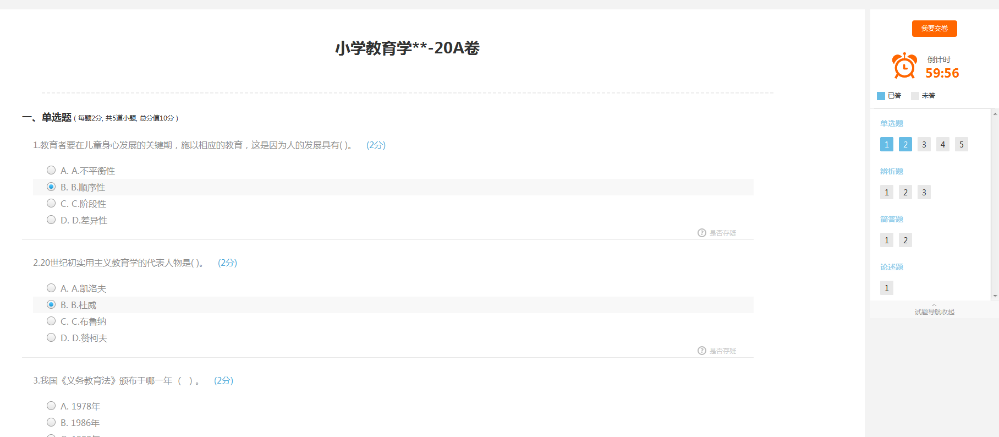 小学教育学**-20A卷
一、单选题 ( 每题2分, 共5道小题, 总分值10分 )
1.教育者要在儿童身心发展的关键期，施以相应的教育，这是因为人的发展具有( )。 (2分)
A. A.不平衡性
B. B.顺序性
C. C.阶段性
D. D.差异性
是否存疑
2.20世纪初实用主义教育学的代表人物是( )。 (2分)
A. A.凯洛夫
B. B.杜威
C. C.布鲁纳
D. D.赞柯夫
是否存疑
3.我国《义务教育法》颁布于哪一年（ ）。 (2分)
A. 1978年
B. 1986年
我要交卷
倒计时
59:56
已答 未答
单选题
1 2 3 4 5
辨析题
1 2 3
简答题
1 2
论述题
1
试题导航收起